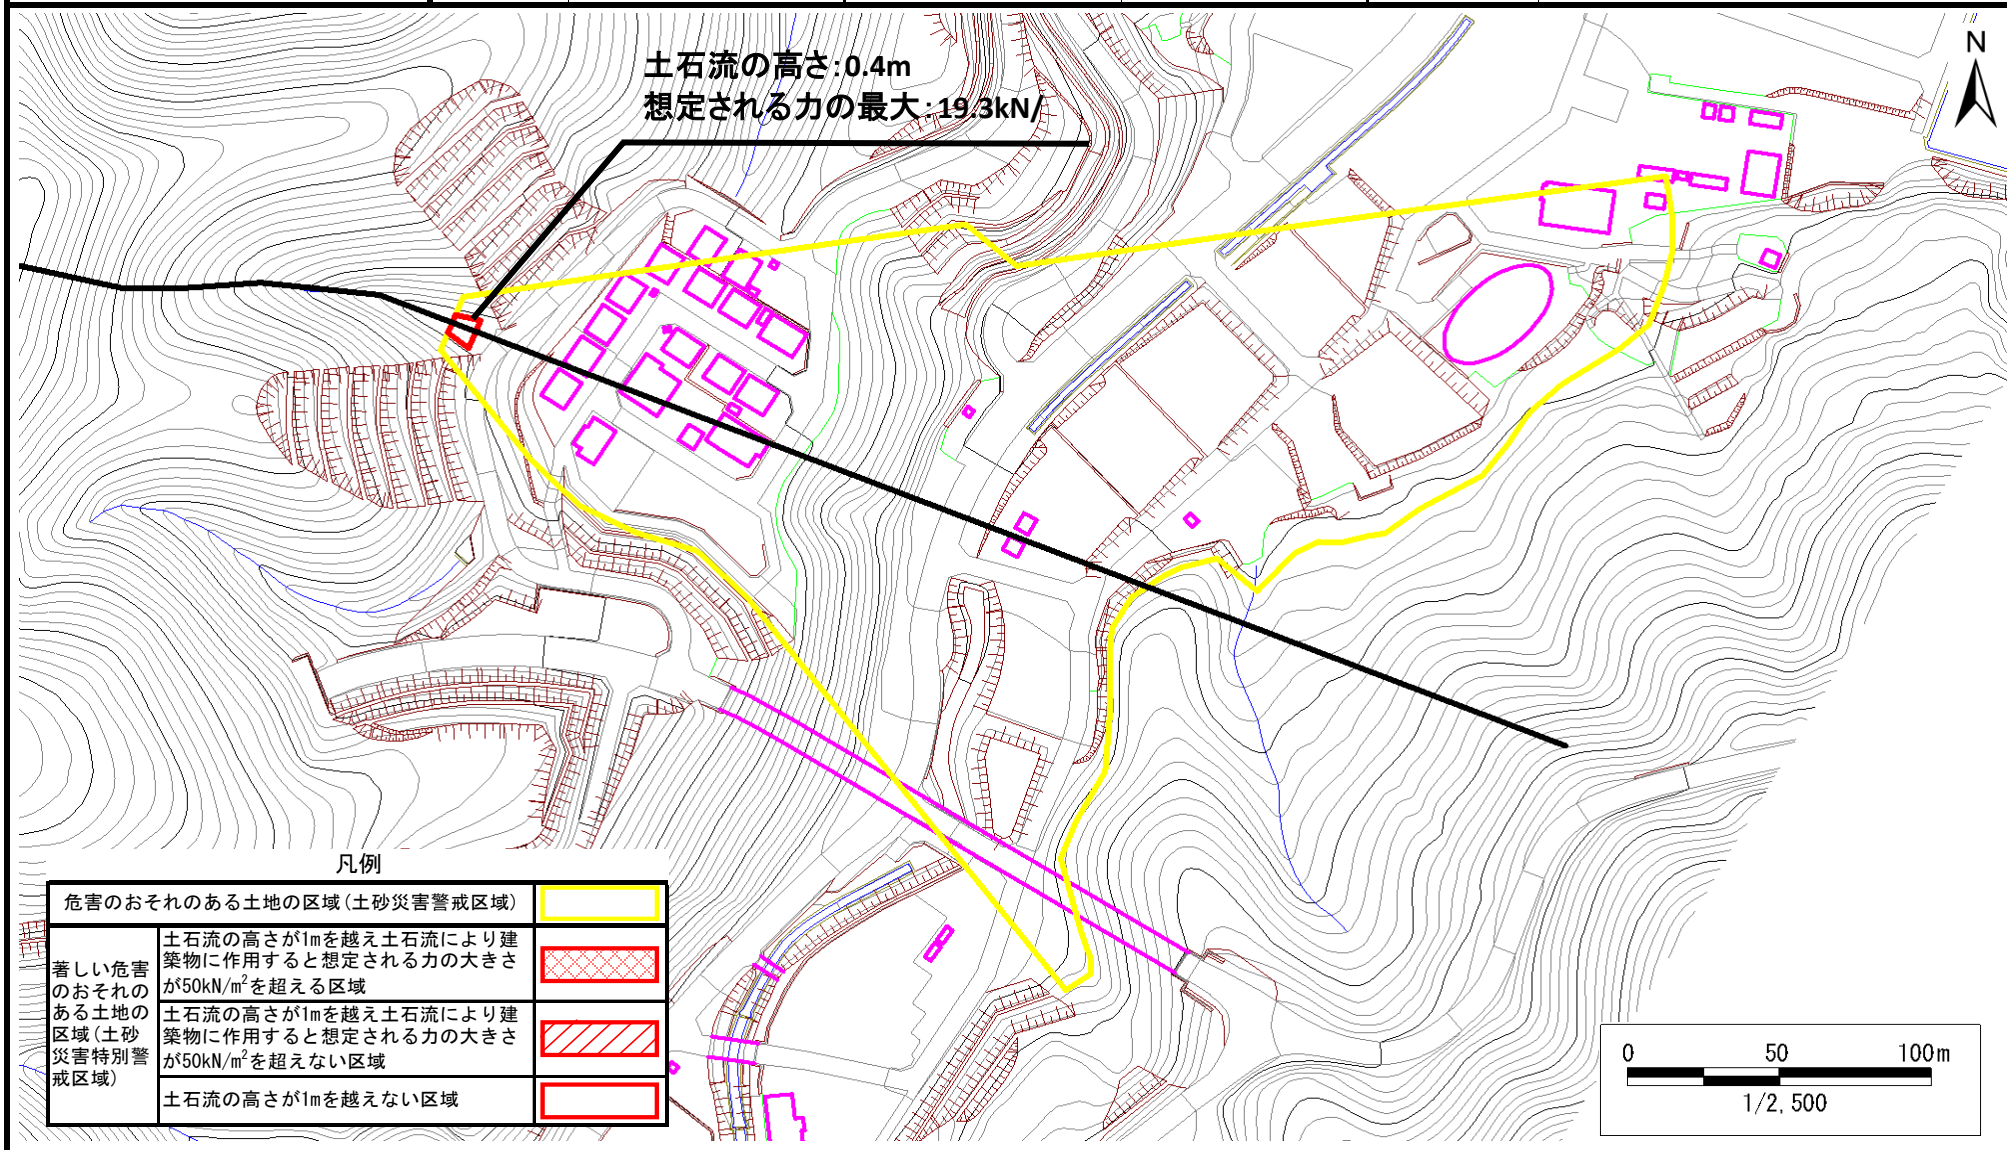 土石流の高さ:0.4m
想定される力の最大:19.3kN/
N
凡例
危害のおそれのある土地の区域(土砂災害警戒区域)
著しい危害
のおそれの
ある土地の
区域(土砂
災害特別警
戒区域)
土石流の高さが1mを越え土石流により建
築物に作用すると想定される力の大きさ
が50kN/m²を超える区域
土石流の高さが1mを越え土石流により建
築物に作用すると想定される力の大きさ
が50kN/m²を超えない区域
土石流の高さが1mを越えない区域
0 50 100m
1/2,500